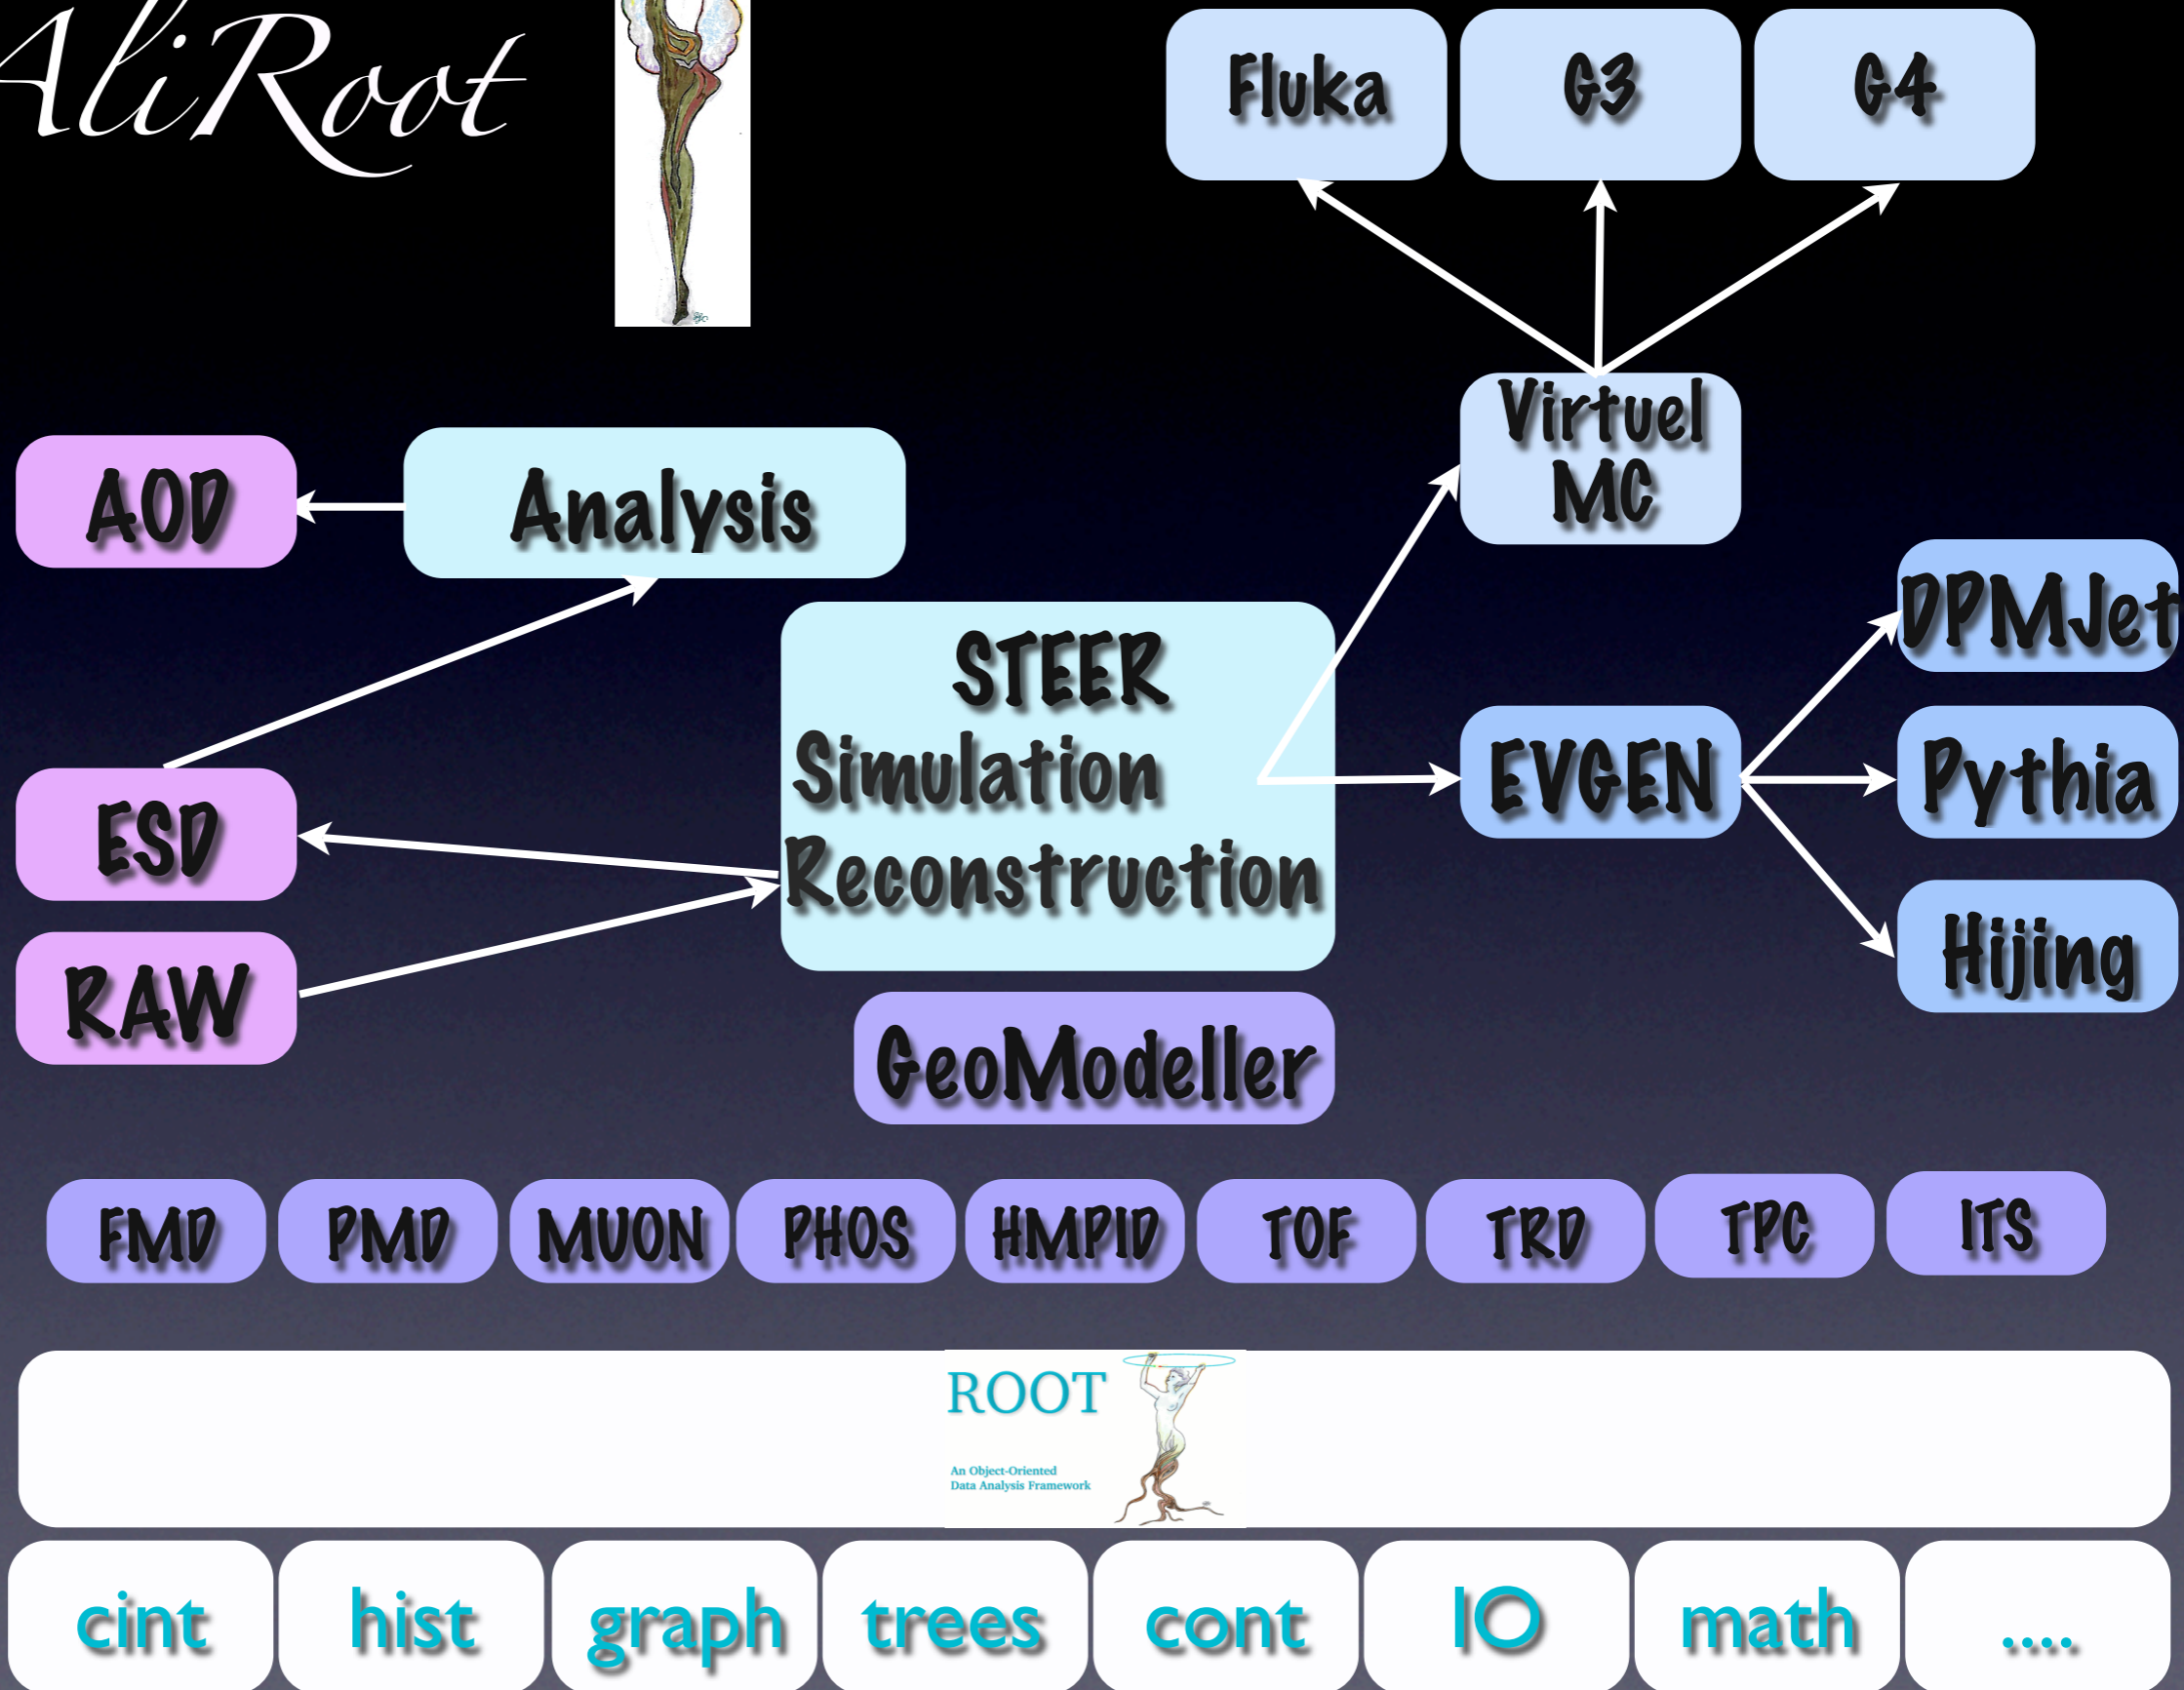 AliRoot
Fluka
G3
G4
Virtuel
MC
AOD
Analysis
DPMJet
STEER
Simulation
Reconstruction
EVGEN
Pythia
ESD
Hijing
RAW
GeoModeller
FMD
PMD
MUON
PHOS
HMPID
TOF
TRD
TPC
ITS
ROOT
An Object-Oriented
Data Analysis Framework
cint
hist
graph
trees
cont
IO
math
....